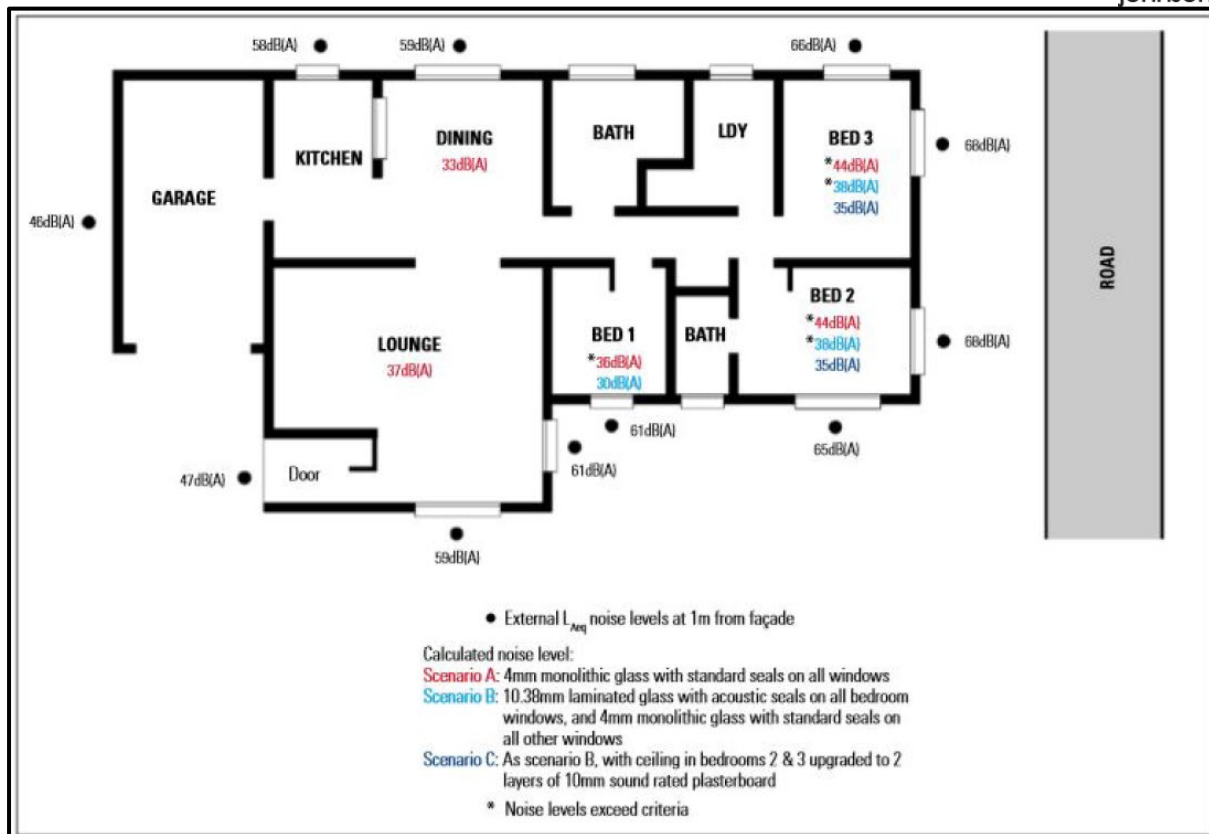 58dB(A)
59dB(A)
66dB(A)
KITCHEN
DINING
33dB(A)
BATH
LDY
BED 3
*44dB(A)
*38dB(A)
35dB(A)
68dB(A)
GARAGE
46dB(A)
ROAD
LOUNGE
37dB(A)
BED 1
*36dB(A)
30dB(A)
BATH
BED 2
*44dB(A)
*38dB(A)
35dB(A)
68dB(A)
61dB(A)
65dB(A)
61dB(A)
47dB(A)
Door
59dB(A)
● External LAeq noise levels at 1m from façade
Calculated noise level:
Scenario A: 4mm monolithic glass with standard seals on all windows
Scenario B: 10.38mm laminated glass with acoustic seals on all bedroom
windows, and 4mm monolithic glass with standard seals on
all other windows
Scenario C: As scenario B, with ceiling in bedrooms 2 & 3 upgraded to 2
layers of 10mm sound rated plasterboard
* Noise levels exceed criteria